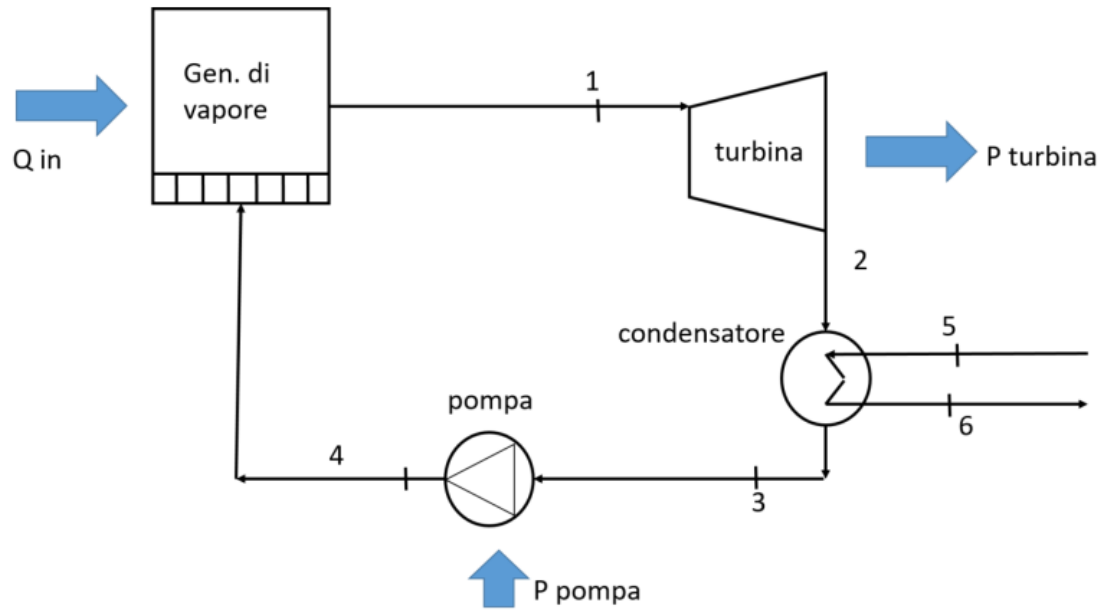 Gen. di
vapore
1
Q in
turbina
P turbina
2
condensatore
5
pompa
6
4
3
P pompa